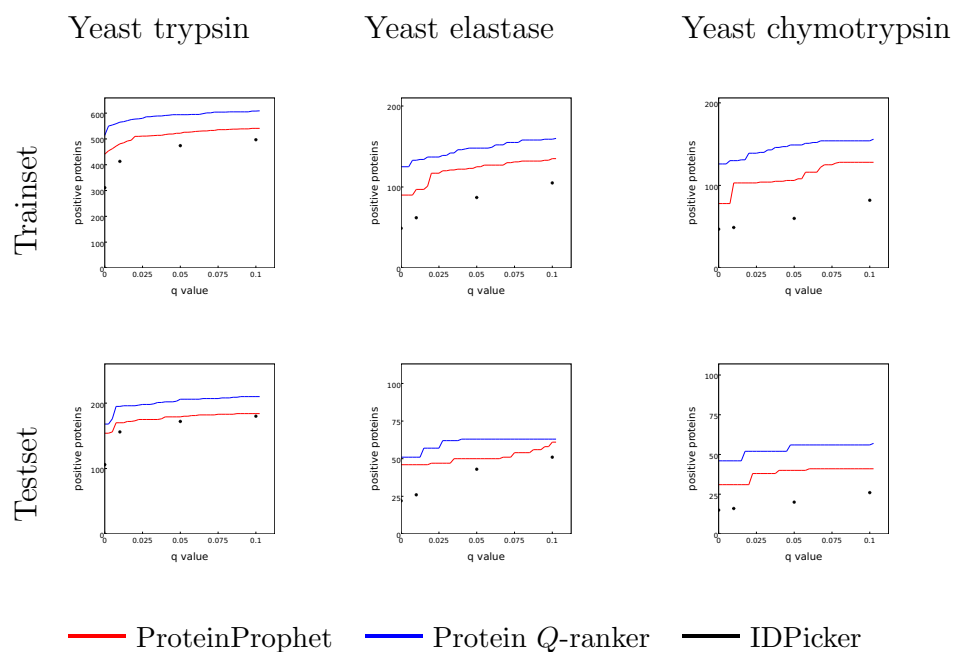 Yeast trypsin Yeast elastase Yeast chymotrypsin
Trainset
positive proteins
600
500
400
300
200
100
0
0 0.025 0.05 0.075 0.1
q value
positive proteins
200
100
0
0 0.025 0.05 0.075 0.1
q value
positive proteins
200
100
0
0 0.025 0.05 0.075 0.1
q value
Testset
positive proteins
200
100
0
0 0.025 0.05 0.075 0.1
q value
positive proteins
100
75
50
25
0
0 0.025 0.05 0.075 0.1
q value
positive proteins
100
75
50
25
0
0 0.025 0.05 0.075 0.1
q value
ProteinProphet Protein Q-ranker IDPicker